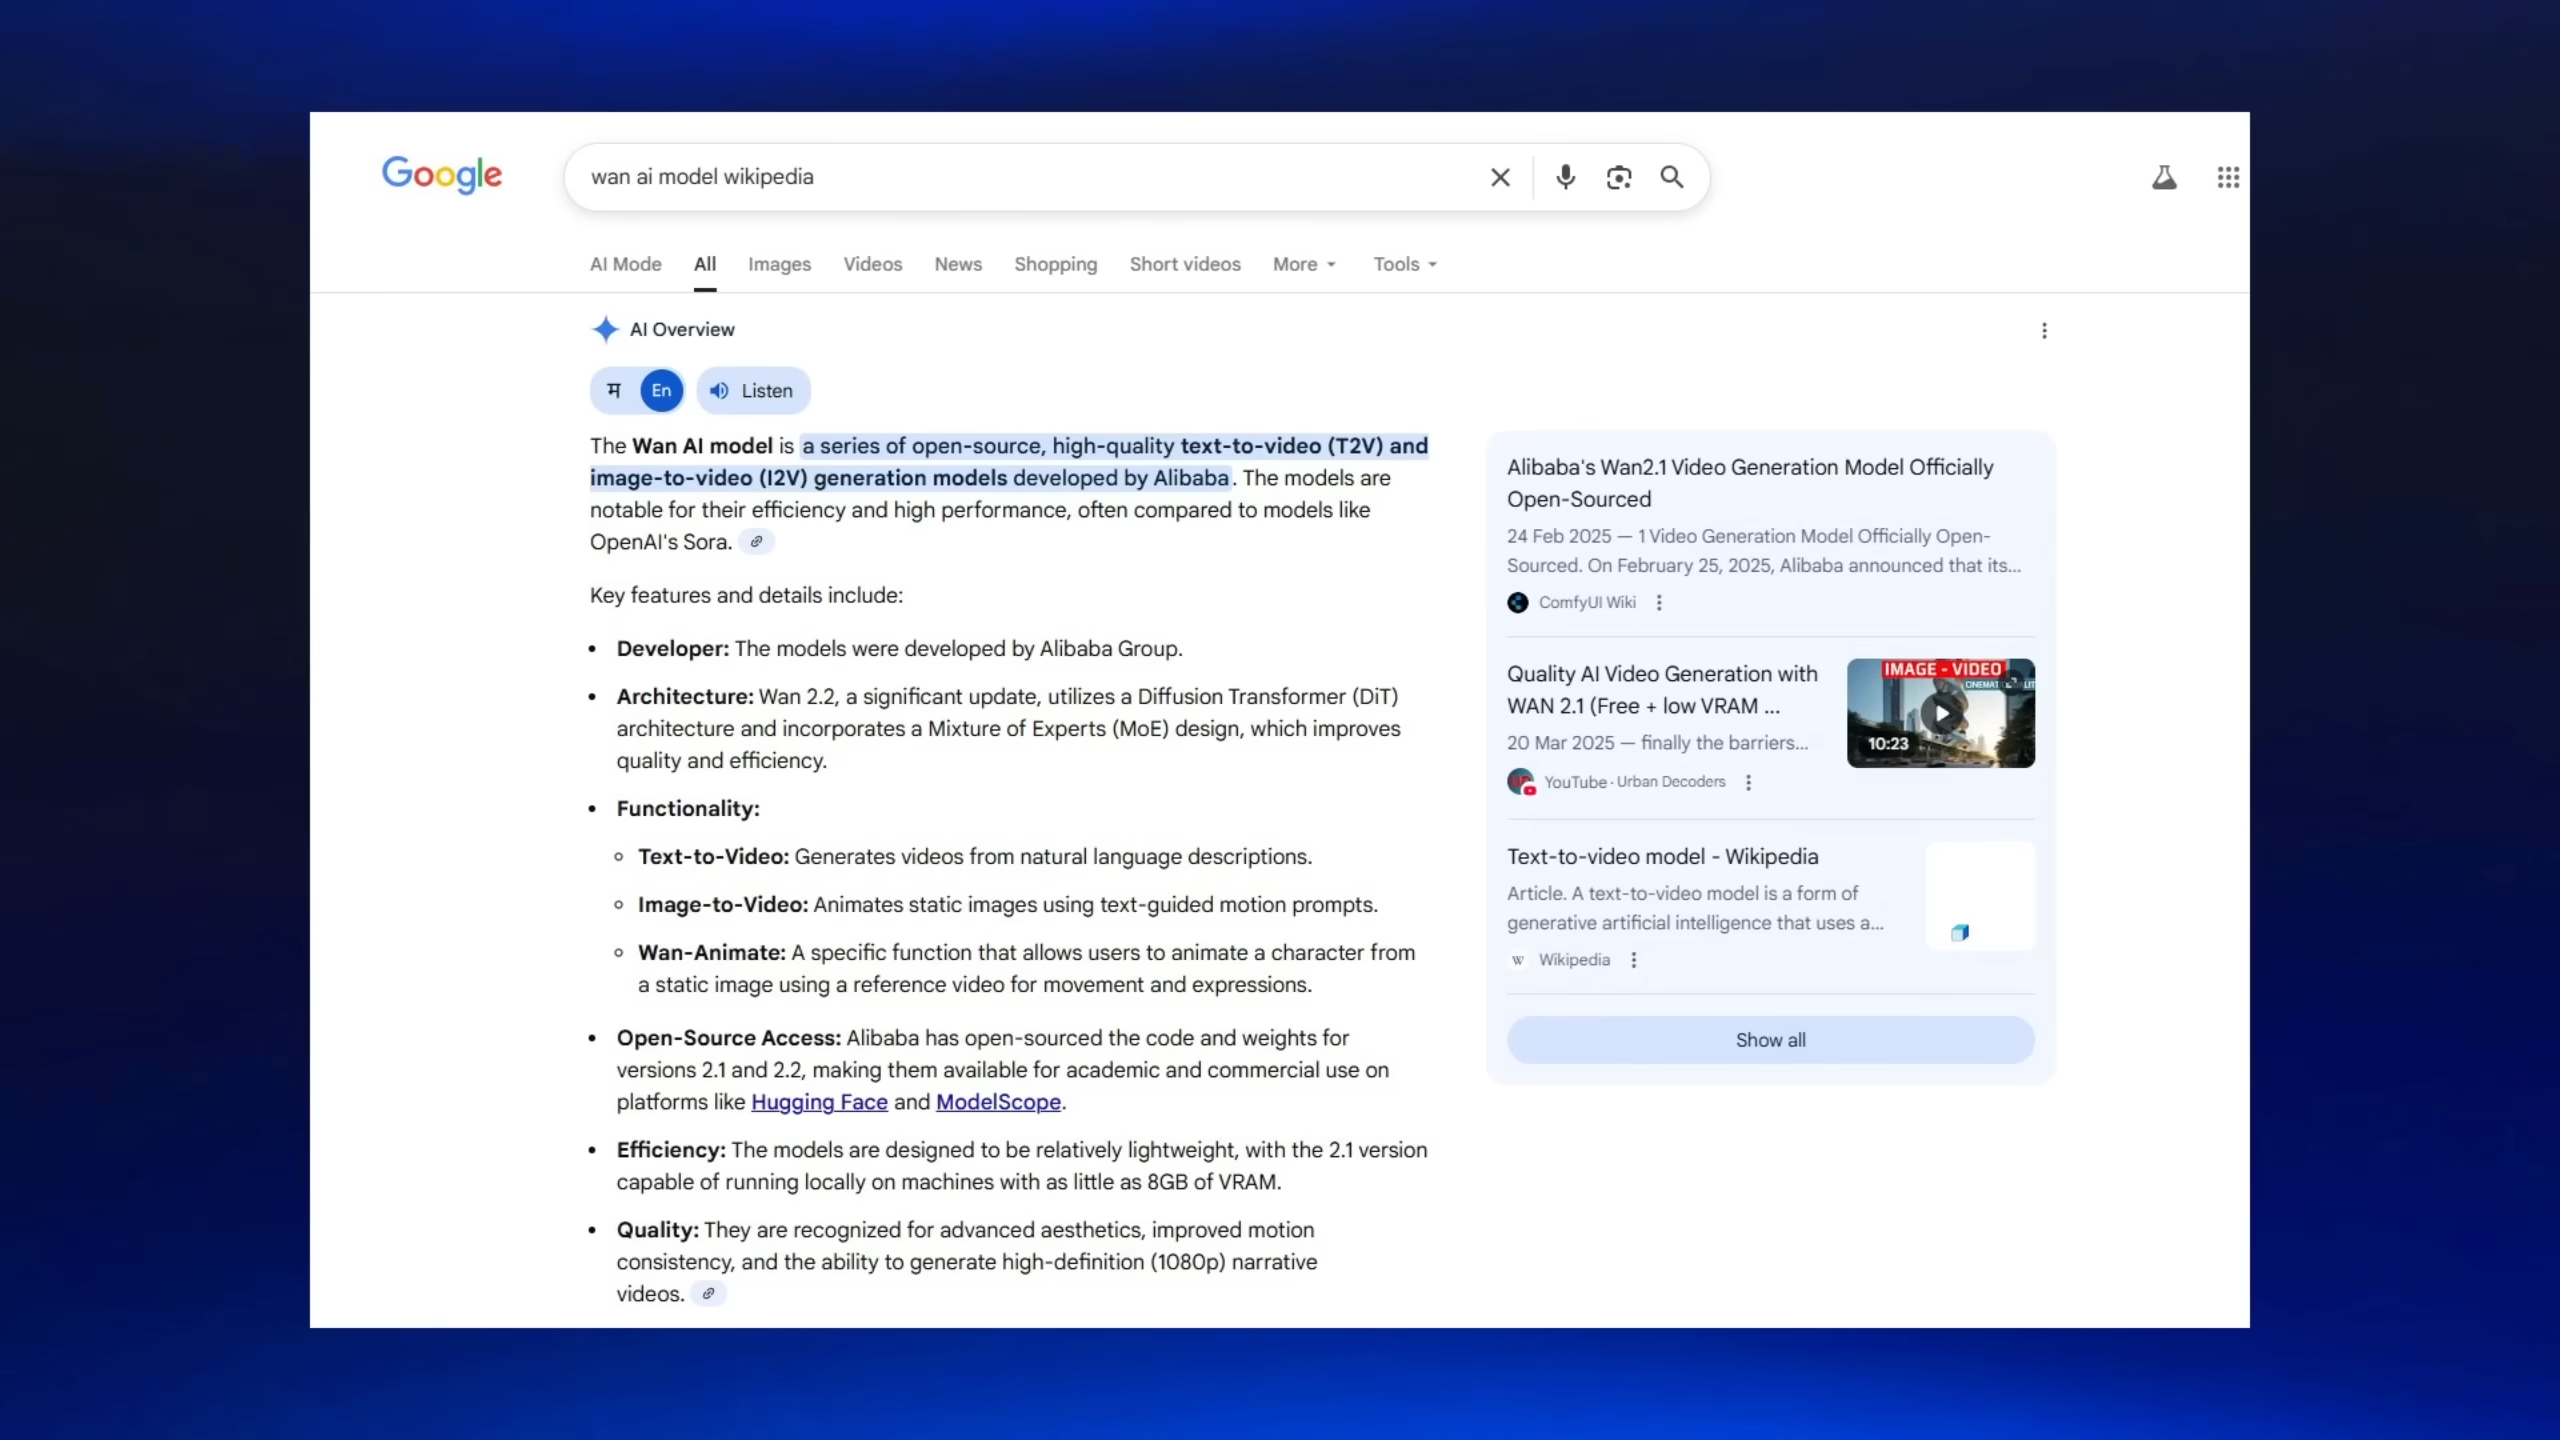 Google
wan ai model wikipedia
AI Mode All Images Videos News Shopping Short videos More Tools
AI Overview
म En Listen
The Wan AI model is a series of open-source, high-quality text-to-video (T2V) and
image-to-video (I2V) generation models developed by Alibaba. The models are
notable for their efficiency and high performance, often compared to models like
OpenAI's Sora.
Key features and details include:
• Developer: The models were developed by Alibaba Group.
• Architecture: Wan 2.2, a significant update, utilizes a Diffusion Transformer (DiT)
architecture and incorporates a Mixture of Experts (MoE) design, which improves
quality and efficiency.
• Functionality:
◦ Text-to-Video: Generates videos from natural language descriptions.
◦ Image-to-Video: Animates static images using text-guided motion prompts.
◦ Wan-Animate: A specific function that allows users to animate a character from
a static image using a reference video for movement and expressions.
• Open-Source Access: Alibaba has open-sourced the code and weights for
versions 2.1 and 2.2, making them available for academic and commercial use on
platforms like Hugging Face and ModelScope.
• Efficiency: The models are designed to be relatively lightweight, with the 2.1 version
capable of running locally on machines with as little as 8GB of VRAM.
• Quality: They are recognized for advanced aesthetics, improved motion
consistency, and the ability to generate high-definition (1080p) narrative
videos.
Alibaba's Wan2.1 Video Generation Model Officially
Open-Sourced
24 Feb 2025 — 1 Video Generation Model Officially Open-
Sourced. On February 25, 2025, Alibaba announced that its...
ComfyUI Wiki
Quality AI Video Generation with
WAN 2.1 (Free + low VRAM ...
20 Mar 2025 — finally the barriers...
YouTube · Urban Decoders
IMAGE - VIDEO
10:23
Text-to-video model - Wikipedia
Article. A text-to-video model is a form of
generative artificial intelligence that uses a...
W Wikipedia
Show all